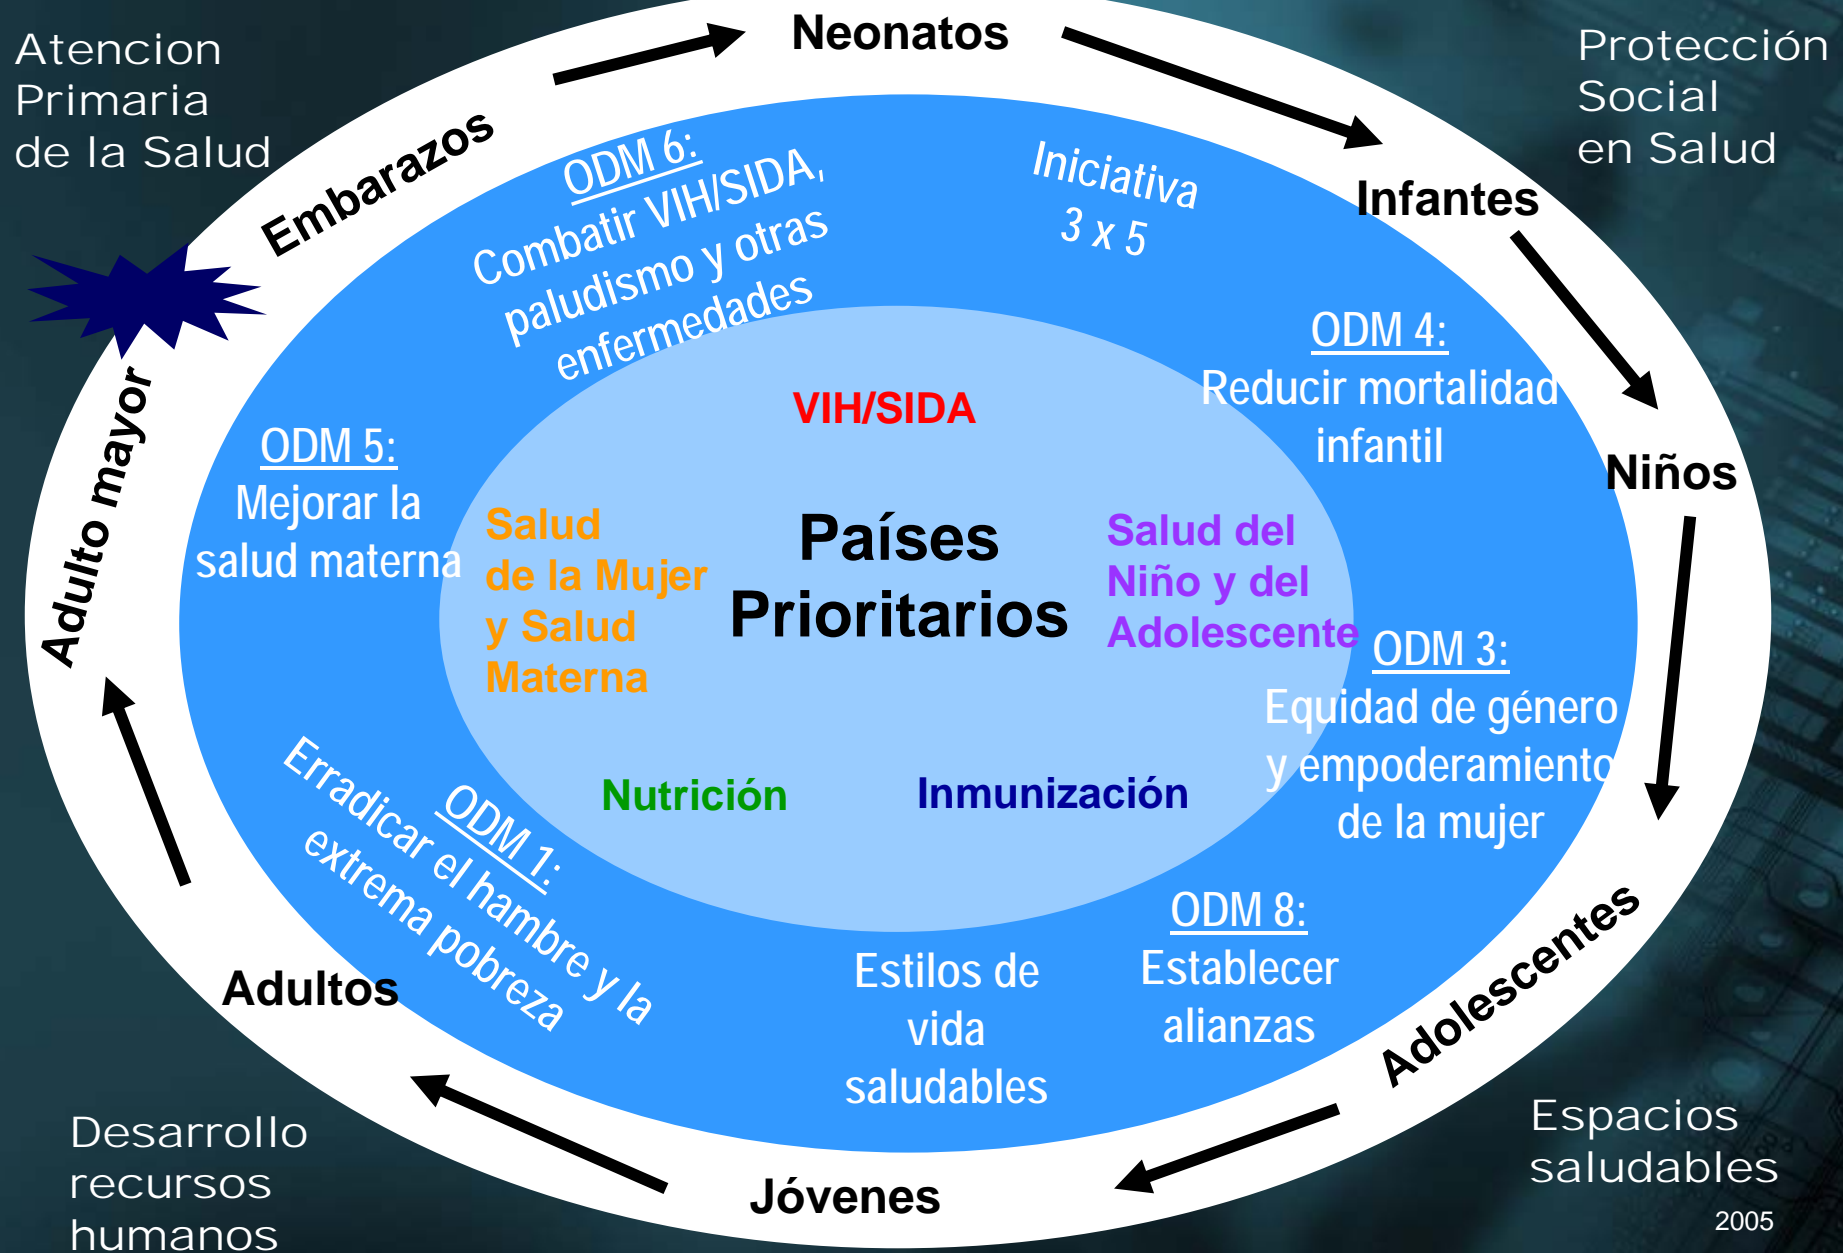 Atencion
Primaria
de la Salud
Protección
Social
en Salud
Neonatos
Embarazos
Infantes
Niños
Adolescentes
Jóvenes
Adultos
Adulto mayor
ODM 6:
Combatir VIH/SIDA,
paludismo y otras
enfermedades
Iniciativa
3 x 5
ODM 4:
Reducir mortalidad
infantil
ODM 5:
Mejorar la
salud materna
ODM 3:
Equidad de género
y empoderamiento
de la mujer
ODM 1:
Erradicar el hambre y la
extrema pobreza
Estilos de
vida
saludables
ODM 8:
Establecer
alianzas
VIH/SIDA
Salud
de la Mujer
y Salud
Materna
Países
Prioritarios
Salud del
Niño y del
Adolescente
Nutrición
Inmunización
Desarrollo
recursos
humanos
Espacios
saludables
2005